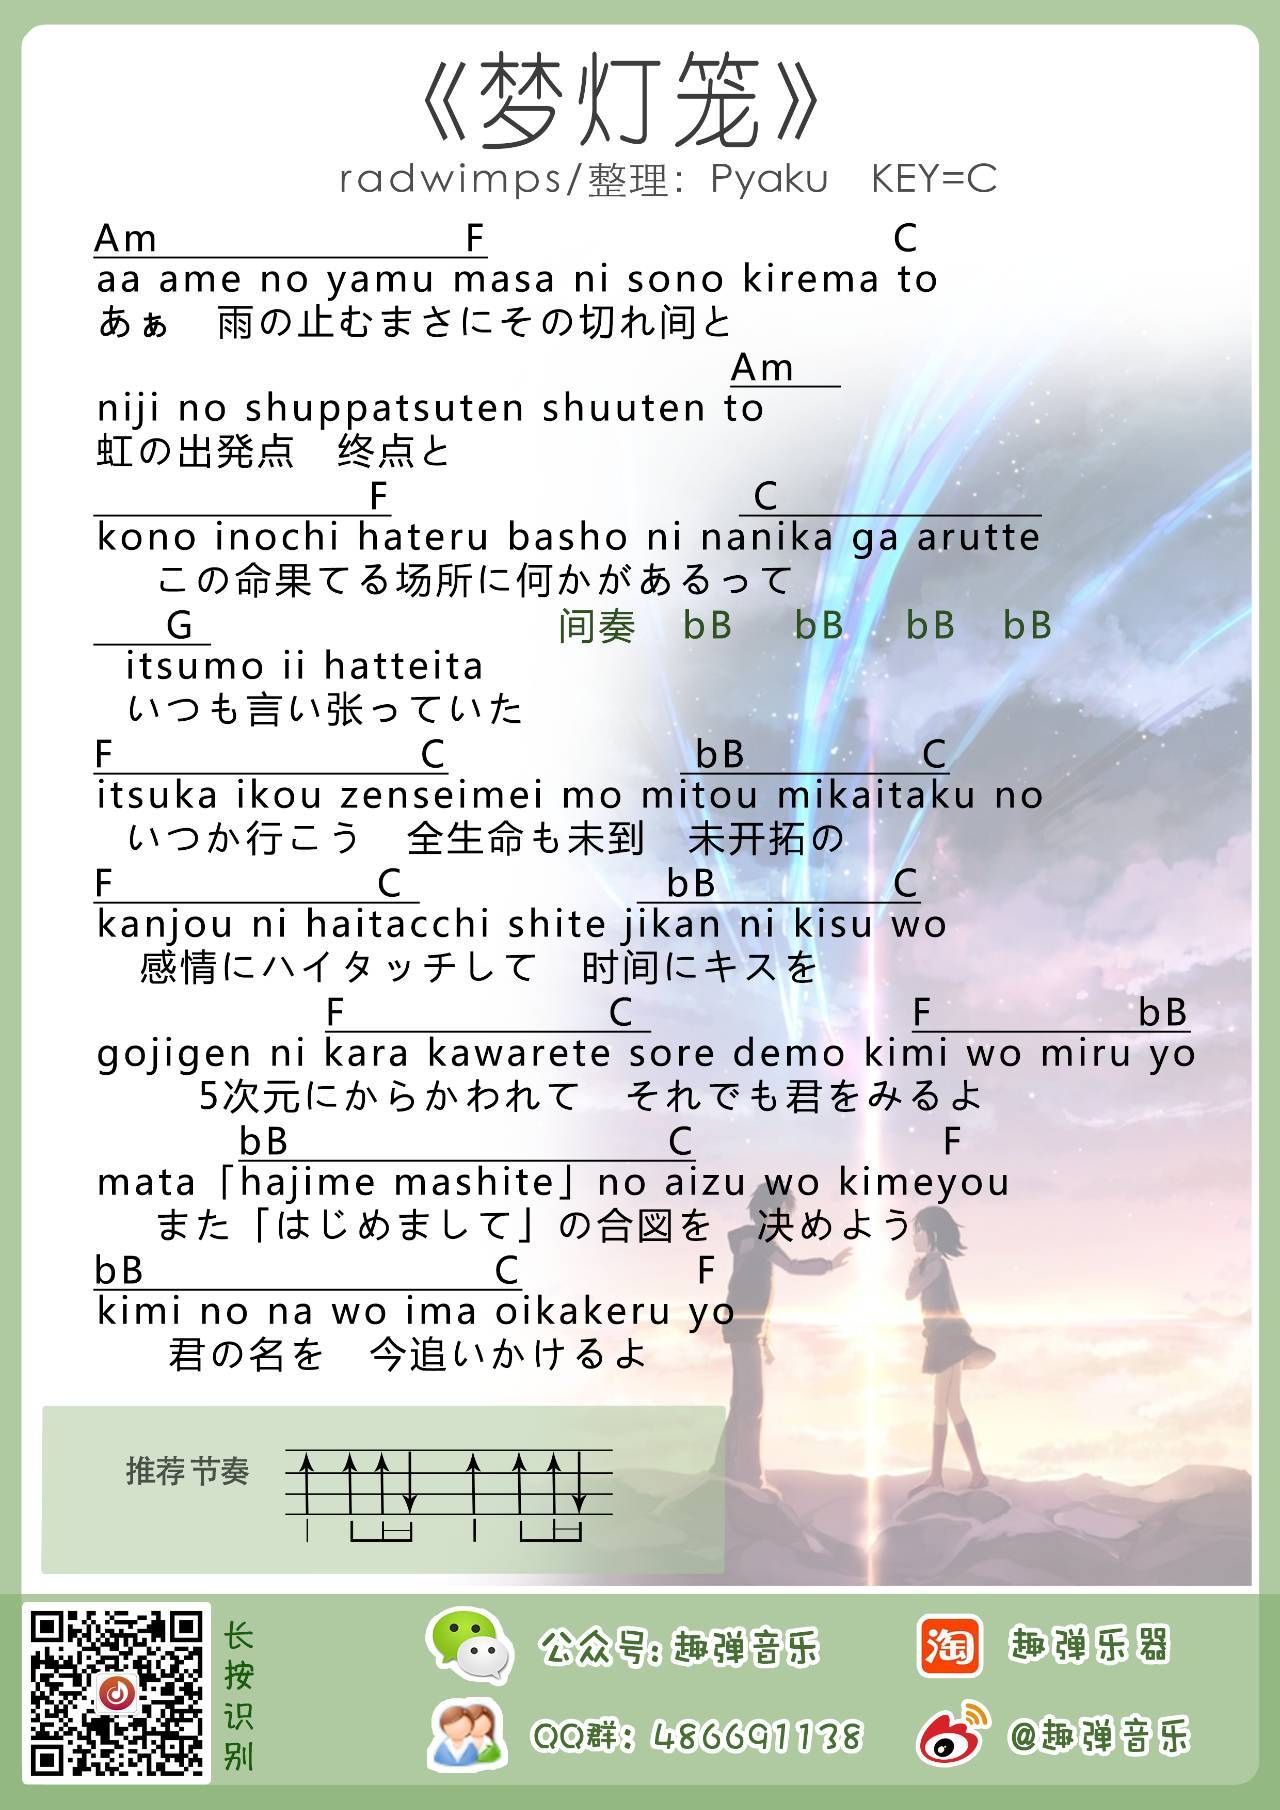 《梦灯笼》
radwimps/整理：Pyaku KEY=C
Am F C
aa ame no yamu masa ni sono kirema to
あぁ 雨の止むまさにその切れ间と
Am
niji no shuppatsuten shuuten to
虹の出発点 终点と
F C
kono inochi hateru basho ni nanika ga arutte
この命果てる场所に何かがあるって
G 间奏 bB bB bB bB
itsumo ii hatteita
いつも言い张っていた
F C bB C
itsuka ikou zenseimei mo mitou mikaitaku no
いつか行こう 全生命も未到 未开拓の
F C bB C
kanjou ni haitacchi shite jikan ni kisu wo
感情にハイタッチして 时间にキスを
F C F bB
gojigen ni kara kawarete sore demo kimi wo miru yo
5次元にからかわれて それでも君をみるよ
bB C F
mata「hajime mashite」no aizu wo kimeyou
また「はじめまして」の合図を 决めよう
bB C F
kimi no na wo ima oikakeru yo
君の名を 今追いかけるよ
推荐节奏
长按识别
公众号：趣弹音乐
淘 趣弹乐器
QQ群：486691138
@趣弹音乐